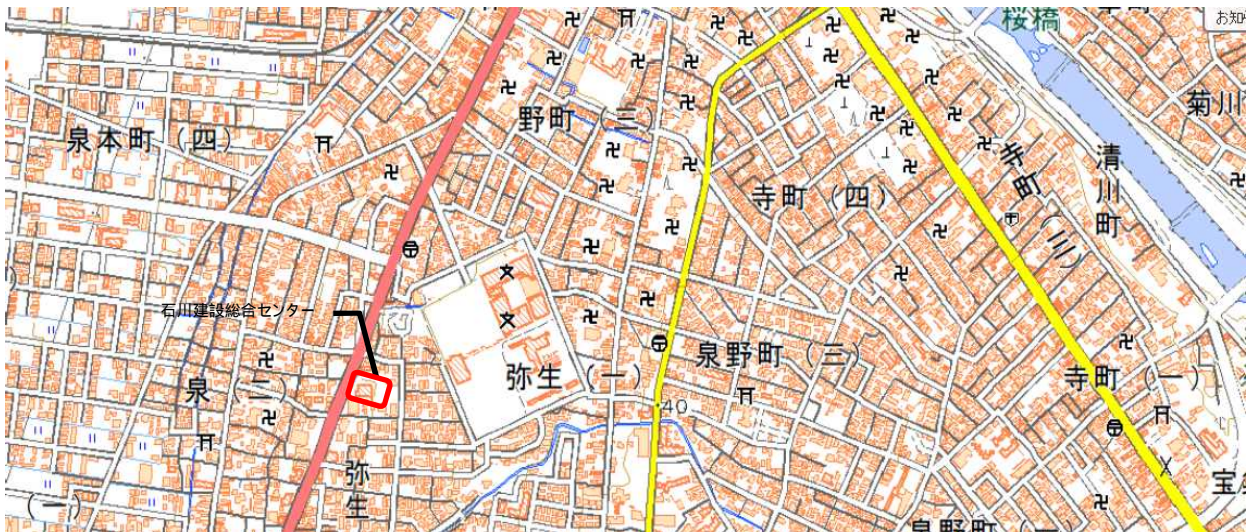 桜橋
お知
菊川
野町（三）
泉本町（四）
清川町
寺町（三）
寺町（四）
石川建設総合センター
泉野町（三）
弥生（一）
寺町（一）
泉（二）
40
弥生
（一）
泉野町（